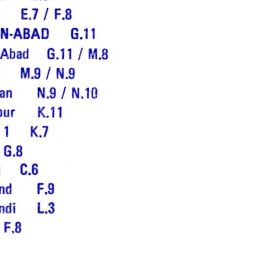 E.7 / F.8
N-ABAD G.11
Abad G.11 / M.8
M.9 / N.9
an N.9 / N.10
our K.11
1 K.7
G.8
C.6
nd F.9
ndi L.3
F.8